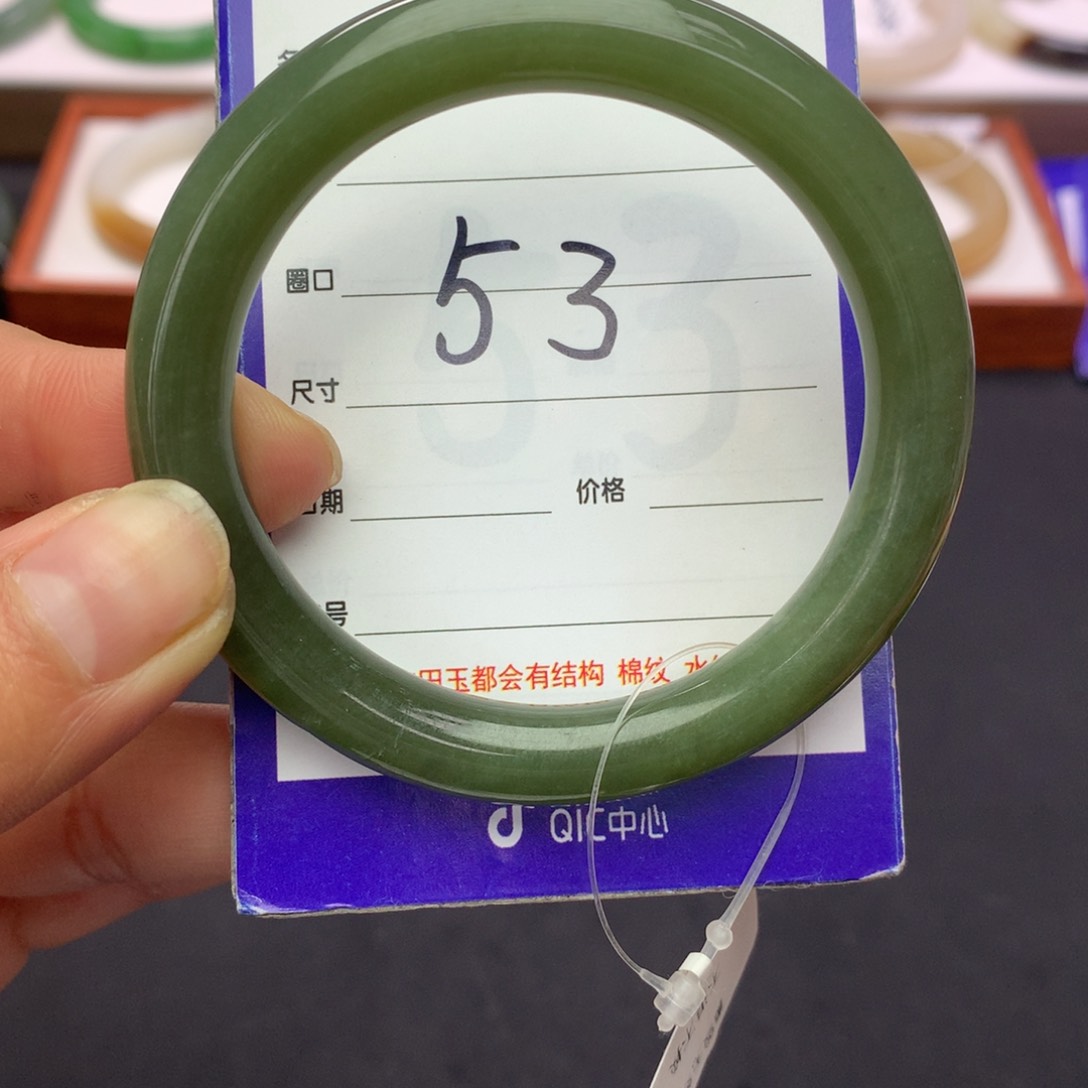 圈口 53
尺寸
期 价格
号
田玉都会有结构 棉纹 水
QIC中心